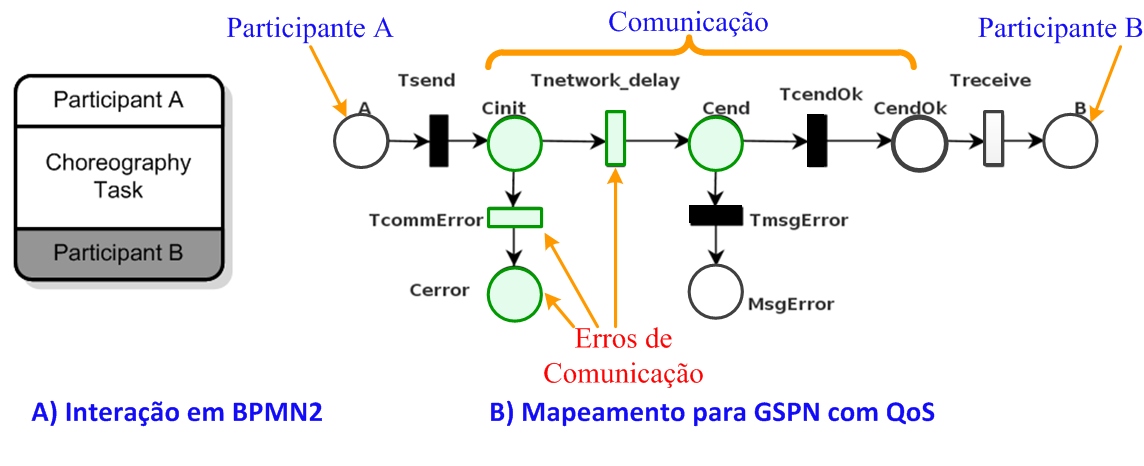 Participante A
Comunicação
Participante B
Participant A
Choreography
Task
Participant B
A
Tsend
Cinit
Tnetwork_delay
Cend
TcendOk
CendOk
Treceive
B
TcommError
TmsgError
Cerror
MsgError
Erros de
Comunicação
A) Interação em BPMN2
B) Mapeamento para GSPN com QoS